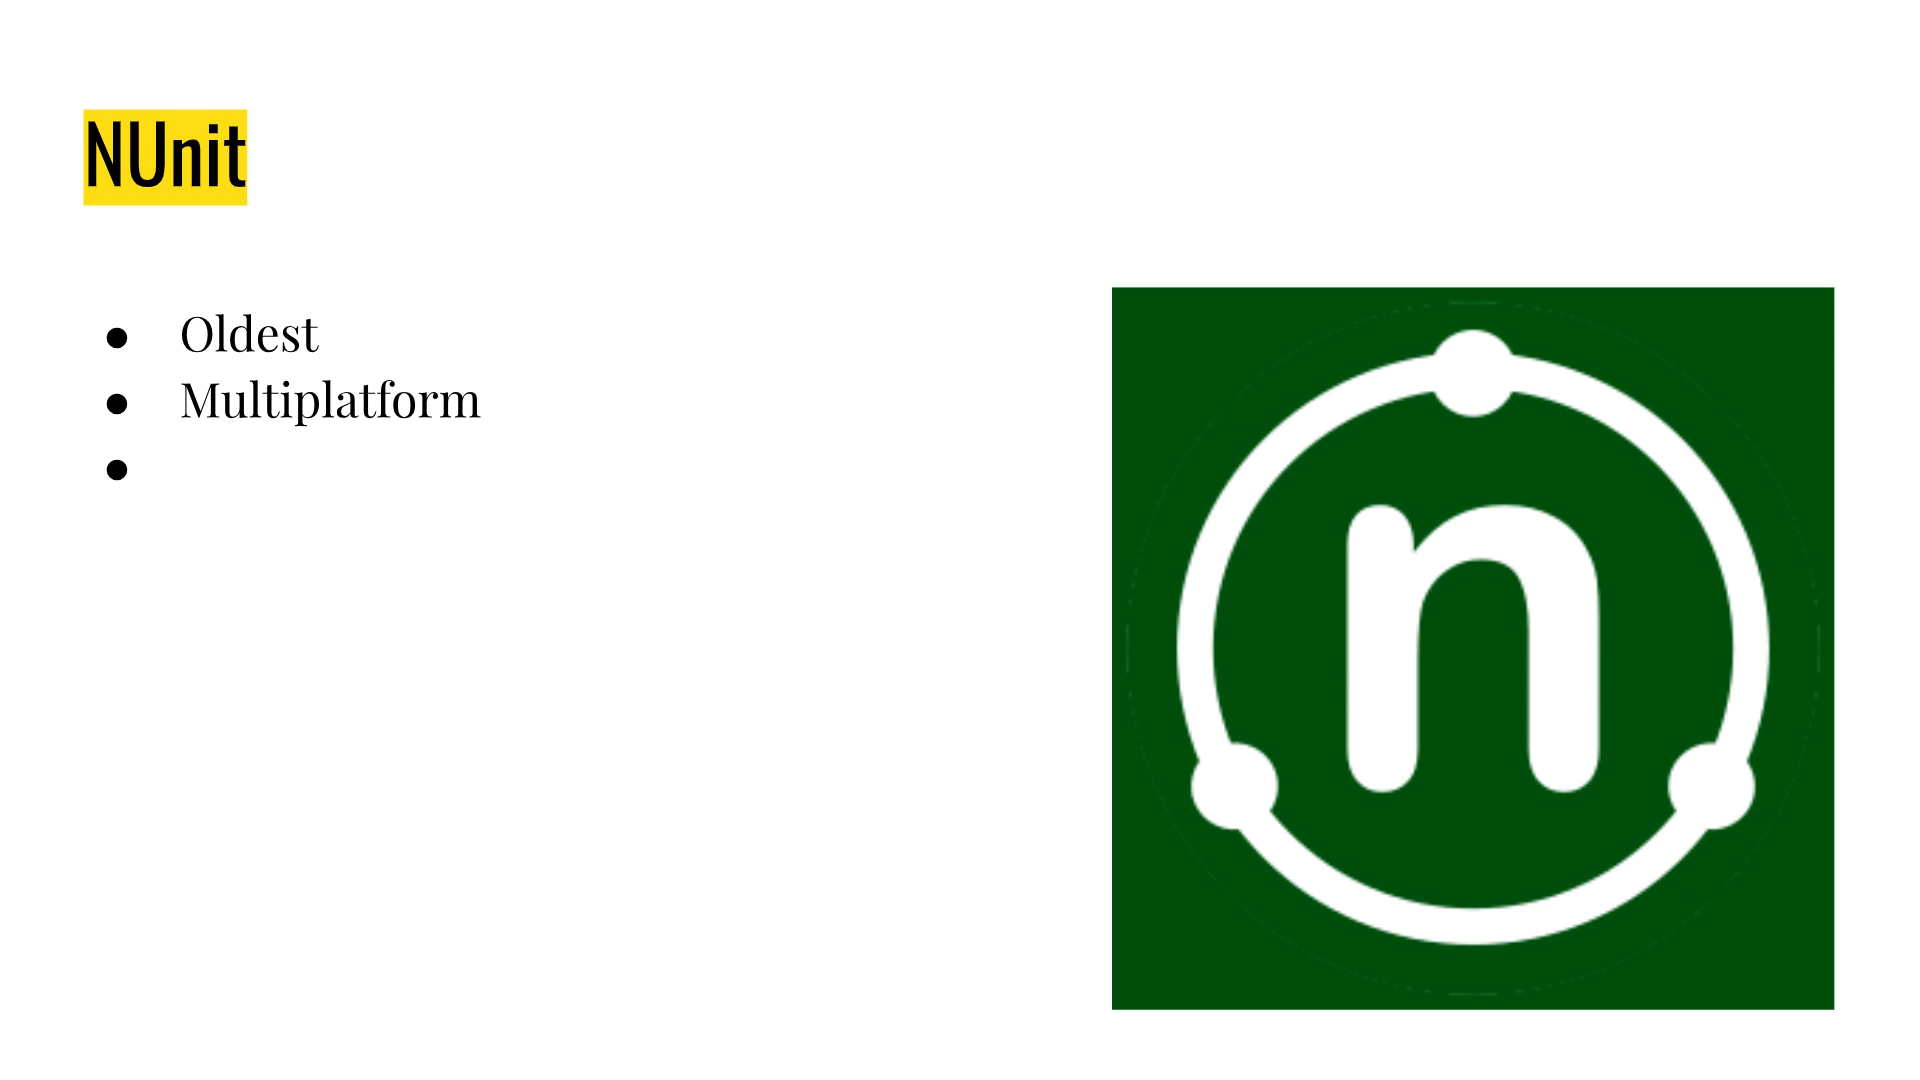 NUnit
● Oldest
● Multiplatform
●
n